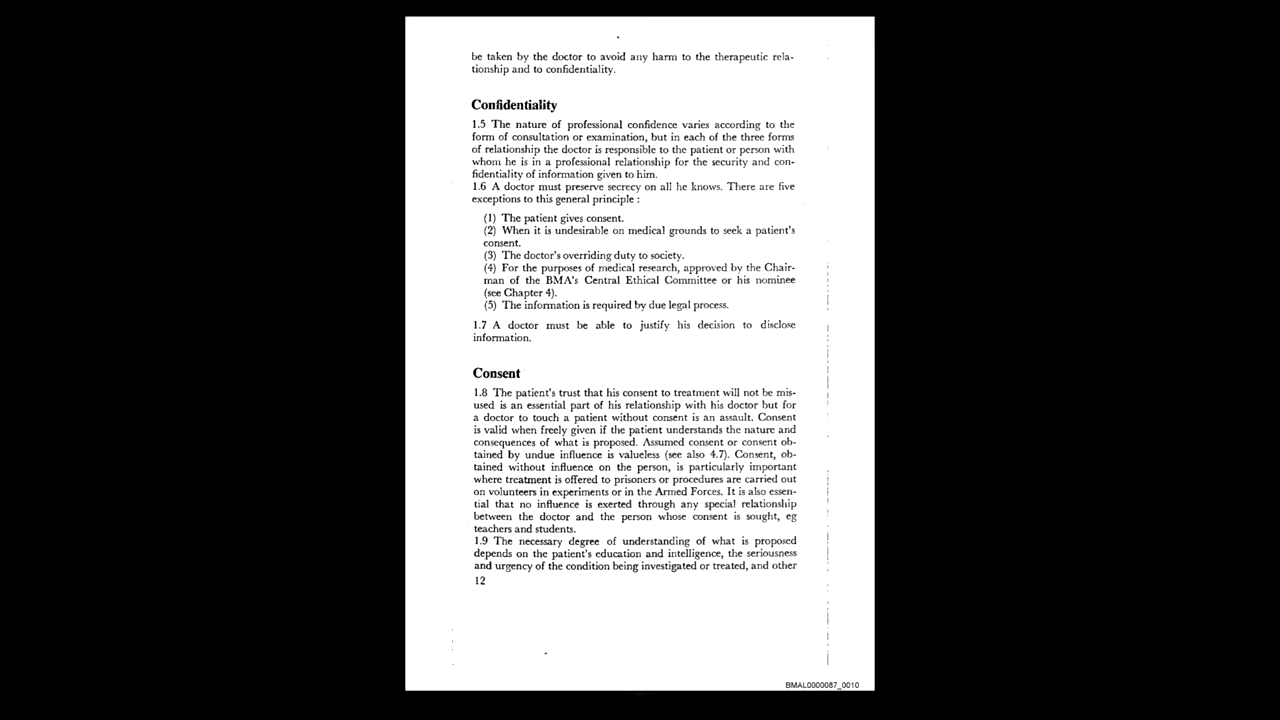 be taken by the doctor to avoid any harm to the therapeutic rela-
tionship and to confidentiality.
Confidentiality
1.5 The nature of professional confidence varies according to the
form of consultation or examination, but in each of the three forms
of relationship the doctor is responsible to the patient or person with
whom he is in a professional relationship for the security and con-
fidentiality of information given to him.
1.6 A doctor must preserve secrecy on all he knows. There are five
exceptions to this general principle :
(1) The patient gives consent.
(2) When it is undesirable on medical grounds to seek a patient's
consent.
(3) The doctor's overriding duty to society.
(4) For the purposes of medical research, approved by the Chair-
man of the BMA's Central Ethical Committee or his nominee
(see Chapter 4).
(5) The information is required by due legal process.
1.7 A doctor must be able to justify his decision to disclose
information.
Consent
1.8 The patient's trust that his consent to treatment will not be mis-
used is an essential part of his relationship with his doctor but for
a doctor to touch a patient without consent is an assault. Consent
is valid when freely given if the patient understands the nature and
consequences of what is proposed. Assumed consent or consent ob-
tained by undue influence is valueless (see also 4.7). Consent, ob-
tained without influence on the person, is particularly important
where treatment is offered to prisoners or procedures are carried out
on volunteers in experiments or in the Armed Forces. It is also essen-
tial that no influence is exerted through any special relationship
between the doctor and the person whose consent is sought, eg
teachers and students.
1.9 The necessary degree of understanding of what is proposed
depends on the patient's education and intelligence, the seriousness
and urgency of the condition being investigated or treated, and other
12
BMAL0000087_0010